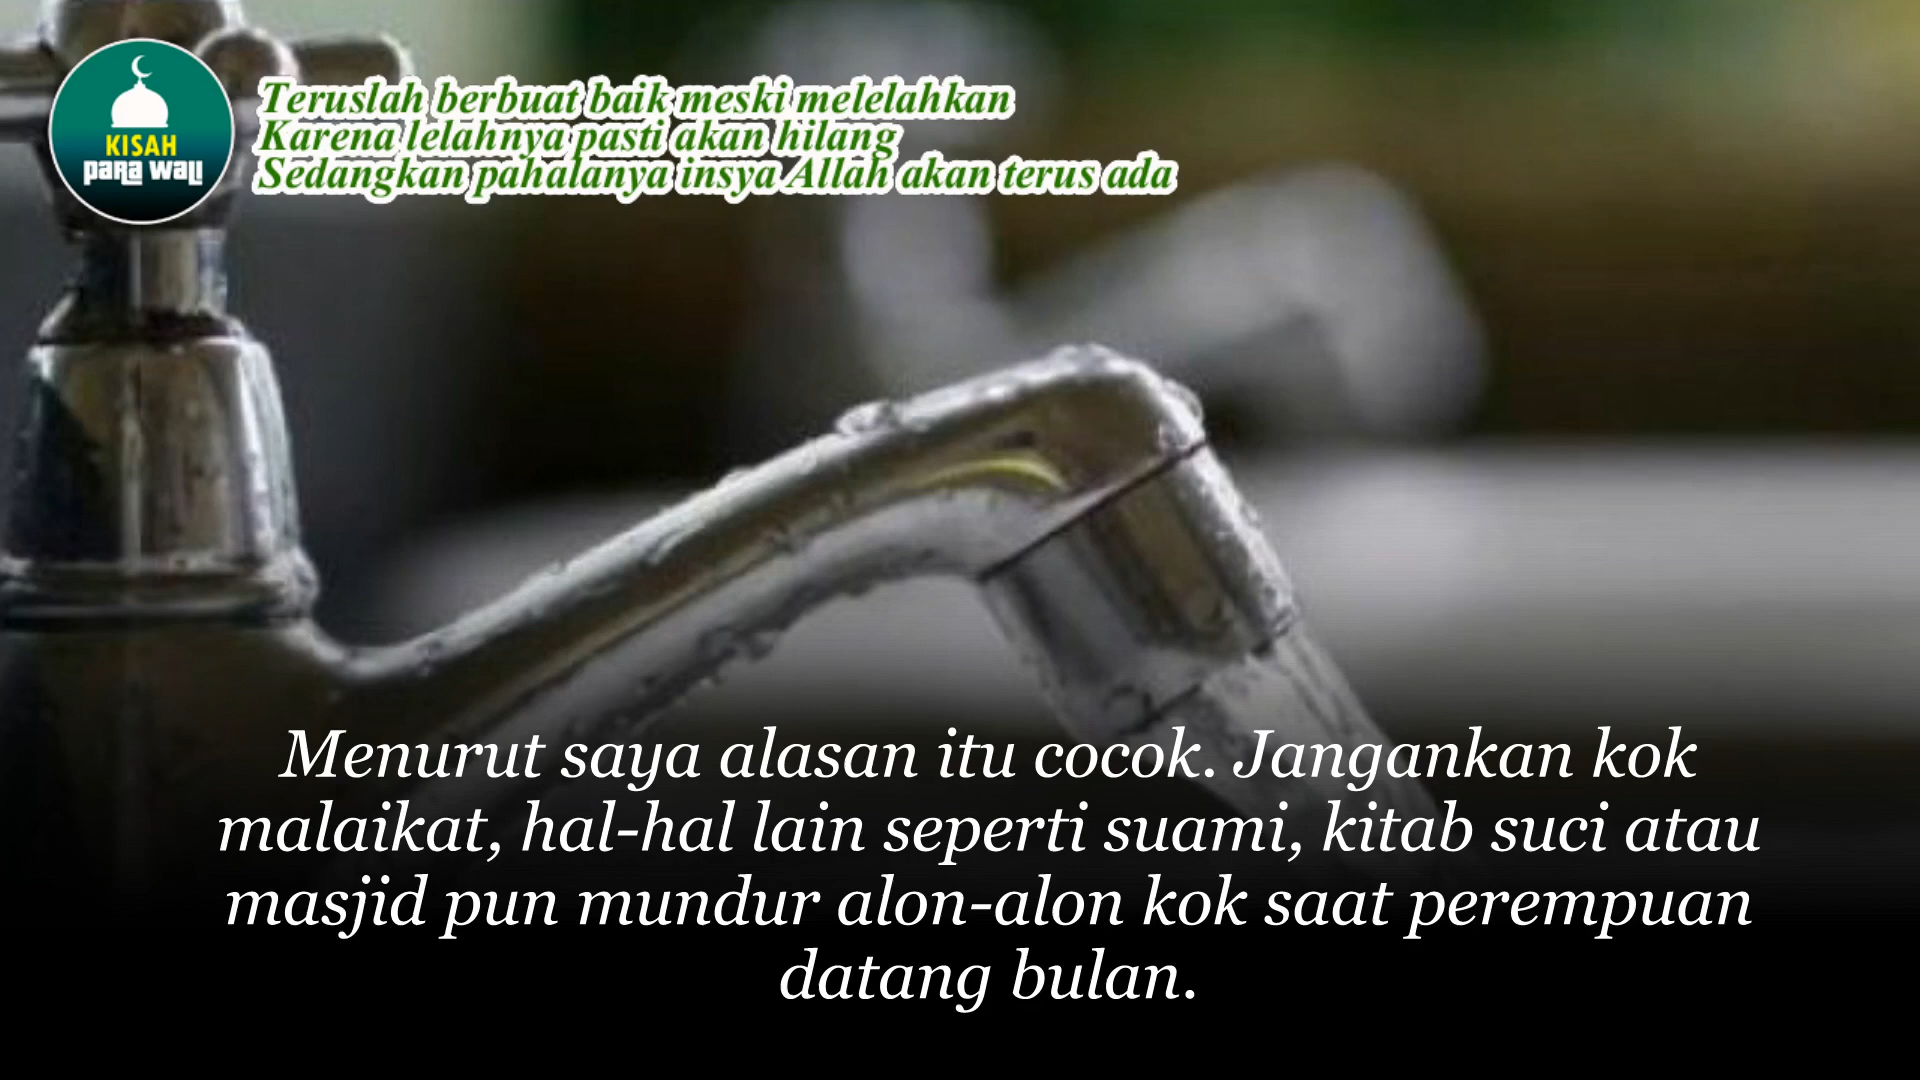 KISAH
PARA WALI
Teruslah berbuat baik meski melelahkan
Karena lelahnya pasti akan hilang
Sedangkan pahalanya insya Allah akan terus ada
Menurut saya alasan itu cocok. Jangankan kok
malaikat, hal-hal lain seperti suami, kitab suci atau
masjid pun mundur alon-alon kok saat perempuan
datang bulan.